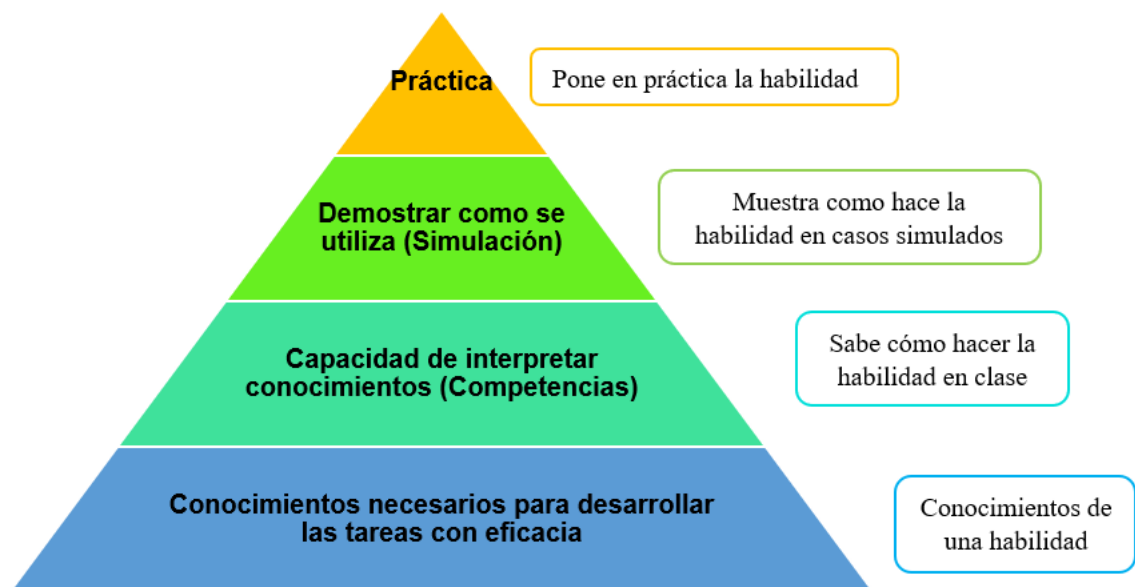 Práctica
Pone en práctica la habilidad
Demostrar como se
utiliza (Simulación)
Muestra como hace la
habilidad en casos simulados
Capacidad de interpretar
conocimientos (Competencias)
Sabe cómo hacer la
habilidad en clase
Conocimientos necesarios para desarrollar
las tareas con eficacia
Conocimientos de
una habilidad